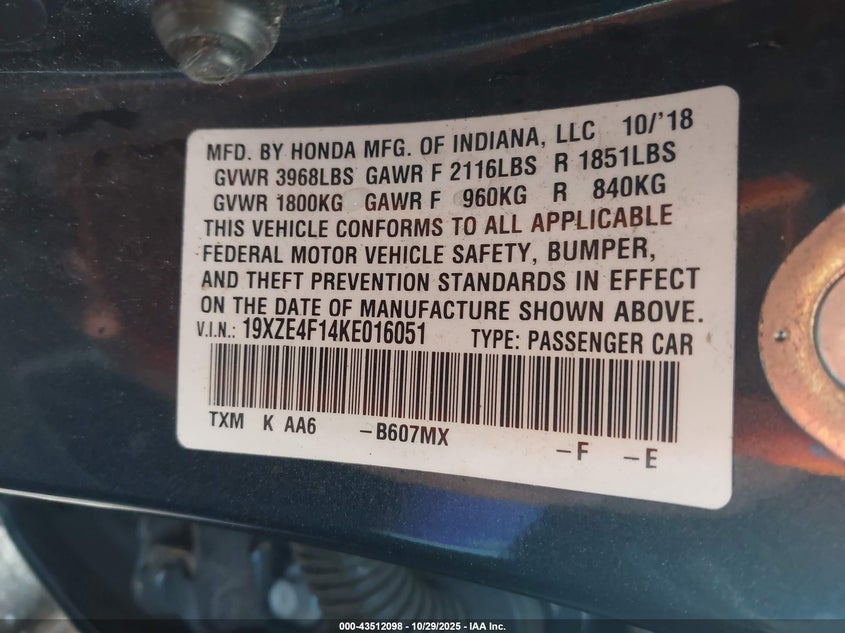 MFD. BY HONDA MFG. OF INDIANA, LLC 10/'18
GVWR 3968LBS GAWR F 2116LBS R 1851LBS
GVWR 1800KG GAWR F 960KG R 840KG
THIS VEHICLE CONFORMS TO ALL APPLICABLE
FEDERAL MOTOR VEHICLE SAFETY, BUMPER,
AND THEFT PREVENTION STANDARDS IN EFFECT
ON THE DATE OF MANUFACTURE SHOWN ABOVE.
V.I.N.: 19XZE4F14KE016051 TYPE: PASSENGER CAR
TXM K AA6 -B607MX -F -E
000-43512098 | 10/29/2025 | IAA Inc.